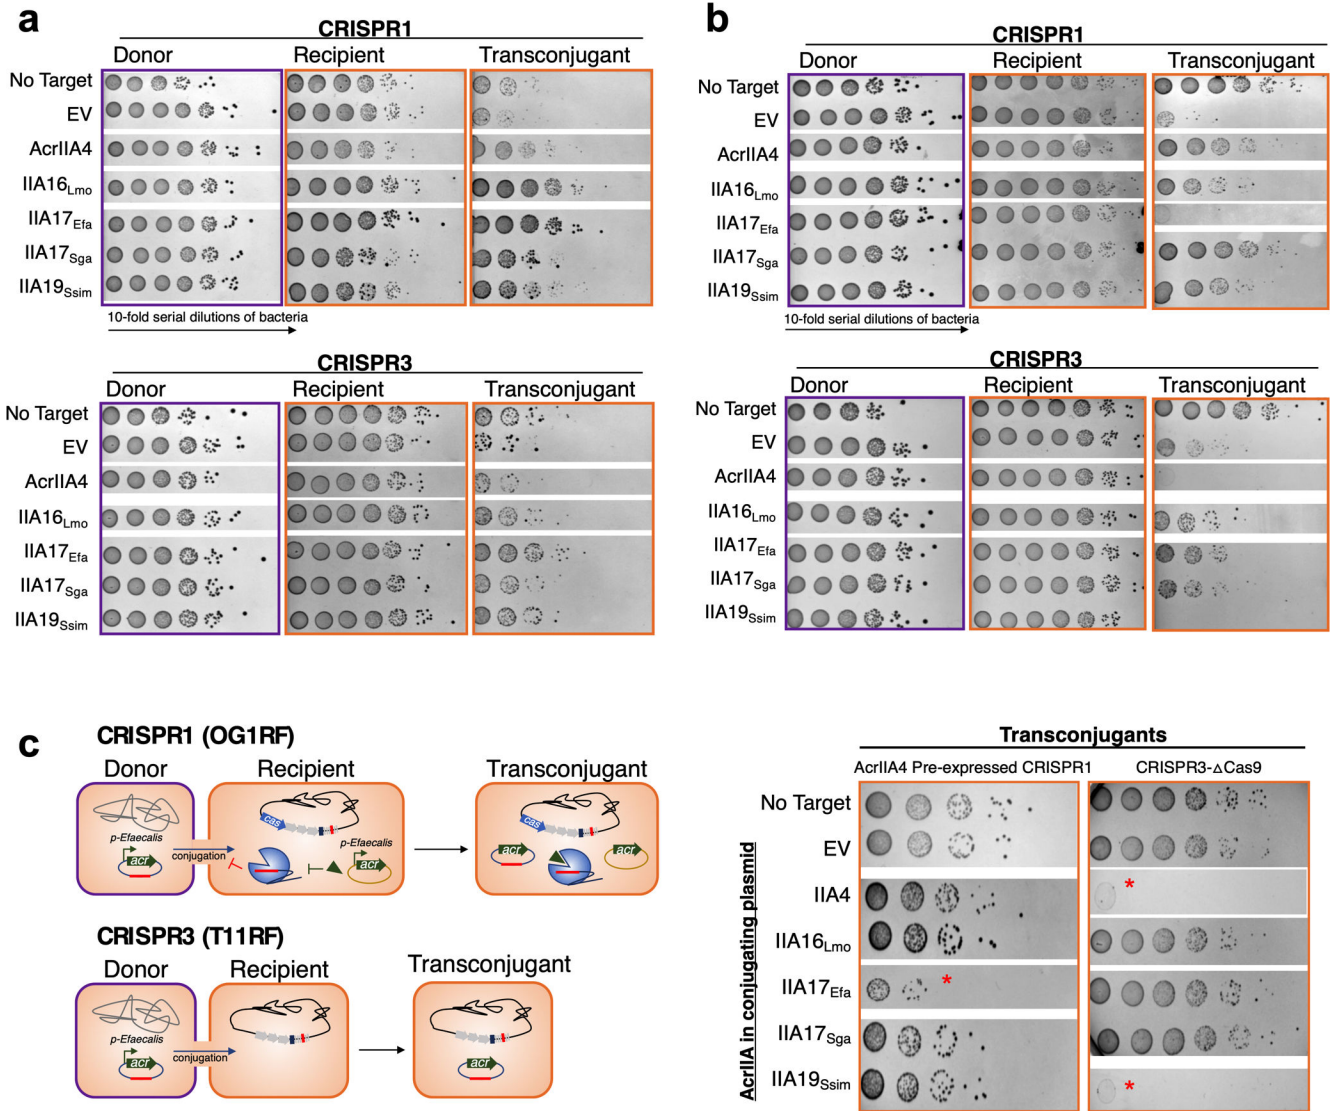 a
CRISPR1
Donor Recipient Transconjugant
No Target
EV
AcrIIA4
IIA16Lmo
IIA17Efa
IIA17Sga
IIA19Ssim
10-fold serial dilutions of bacteria
CRISPR3
Donor Recipient Transconjugant
No Target
EV
AcrIIA4
IIA16Lmo
IIA17Efa
IIA17Sga
IIA19Ssim
b
CRISPR1
Donor Recipient Transconjugant
No Target
EV
AcrIIA4
IIA16Lmo
IIA17Efa
IIA17Sga
IIA19Ssim
10-fold serial dilutions of bacteria
CRISPR3
Donor Recipient Transconjugant
No Target
EV
AcrIIA4
IIA16Lmo
IIA17Efa
IIA17Sga
IIA19Ssim
c
CRISPR1 (OG1RF)
Donor Recipient Transconjugant
p-Efaecalis
acr
conjugation
cas
p-Efaecalis
acr
cas
acr
acr
CRISPR3 (T11RF)
Donor Recipient Transconjugant
p-Efaecalis
acr
conjugation
acr
Transconjugants
AcrIIA4 Pre-expressed CRISPR1 CRISPR3-ΔCas9
AcrIIA in conjugating plasmid
No Target
EV
IIA4 *
IIA16Lmo
IIA17Efa *
IIA17Sga
IIA19Ssim *